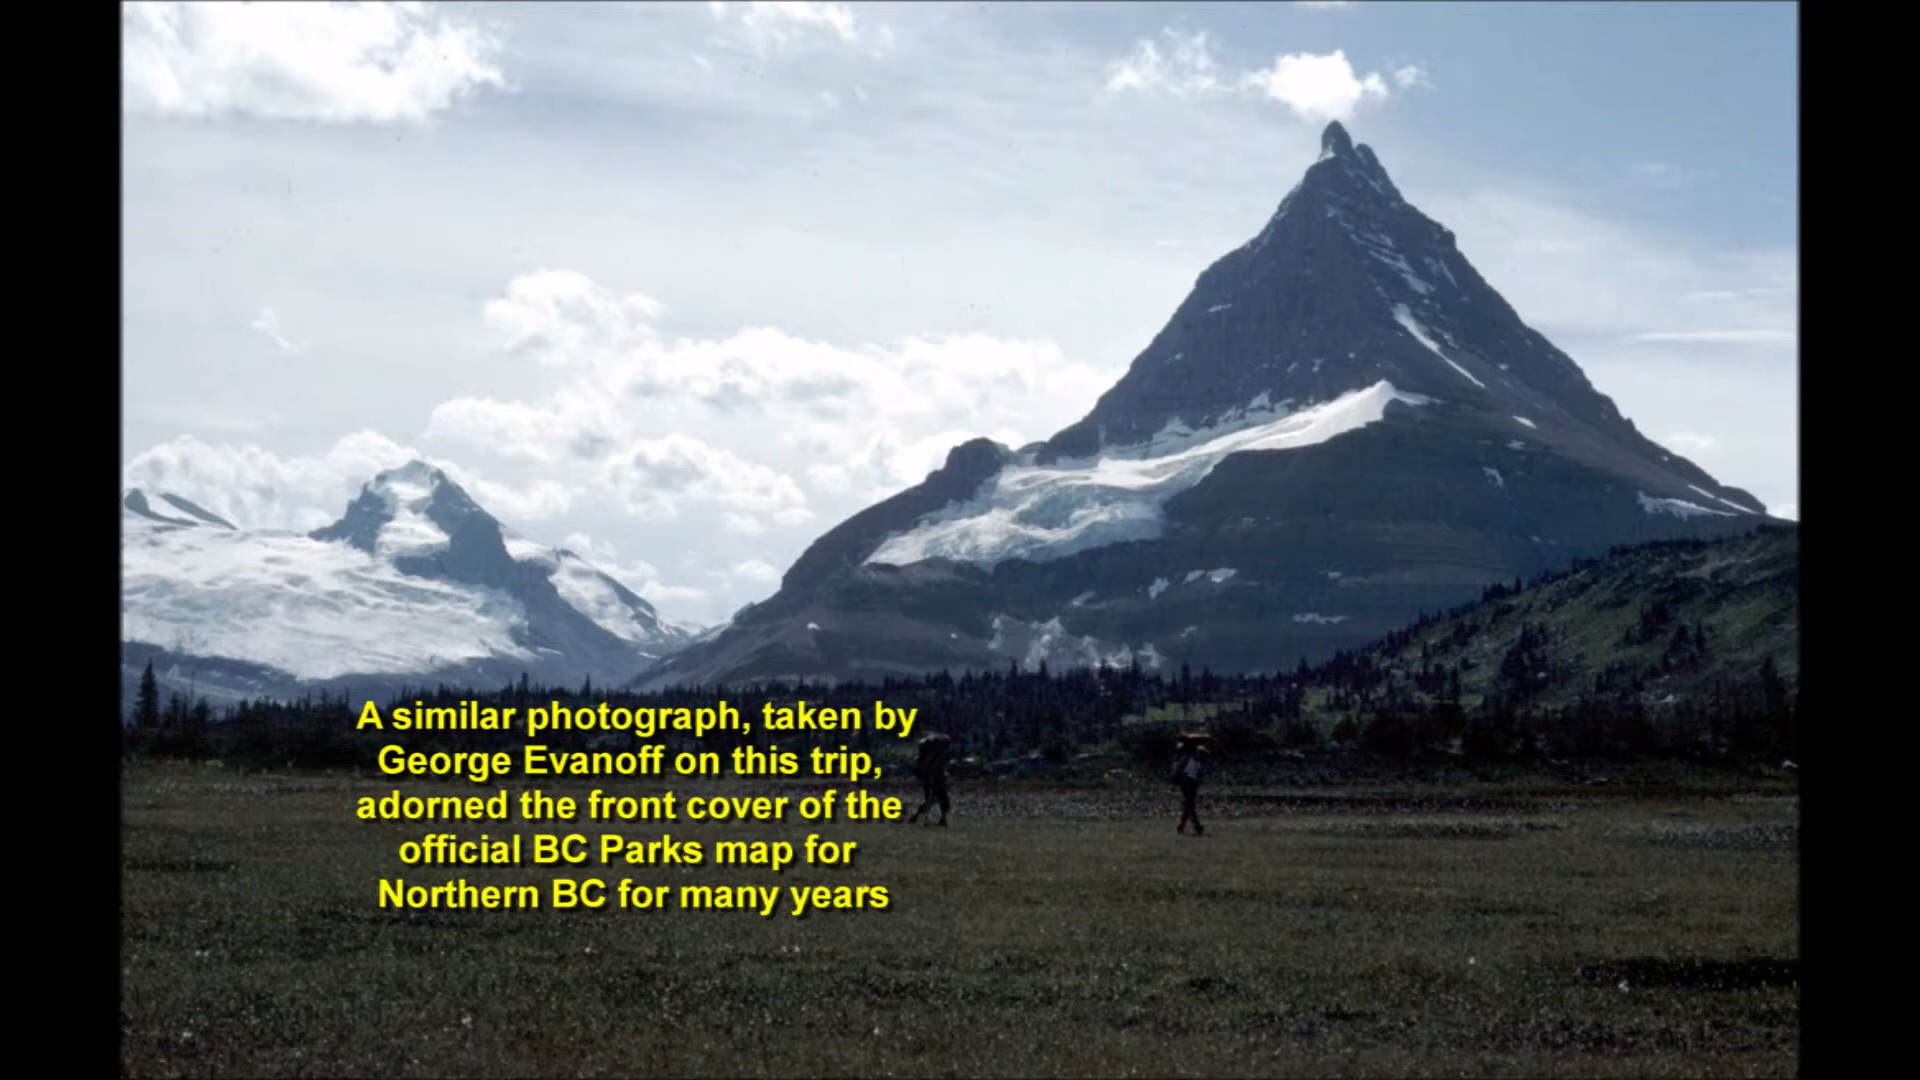 A similar photograph, taken by
George Evanoff on this trip,
adorned the front cover of the
official BC Parks map for
Northern BC for many years